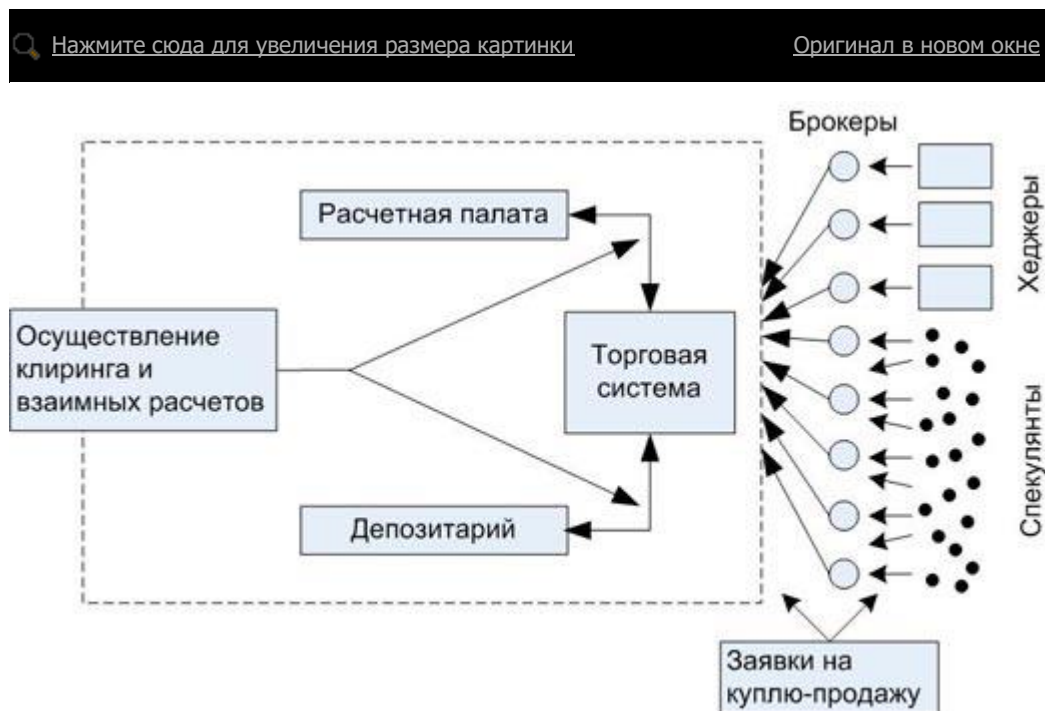 Нажмите сюда для увеличения размера картинки
Оригинал в новом окне
Брокеры
Расчетная палата
Хеджеры
Осуществление
клиринга и
взаимных расчетов
Торговая
система
Спекулянты
Депозитарий
Заявки на
куплю-продажу